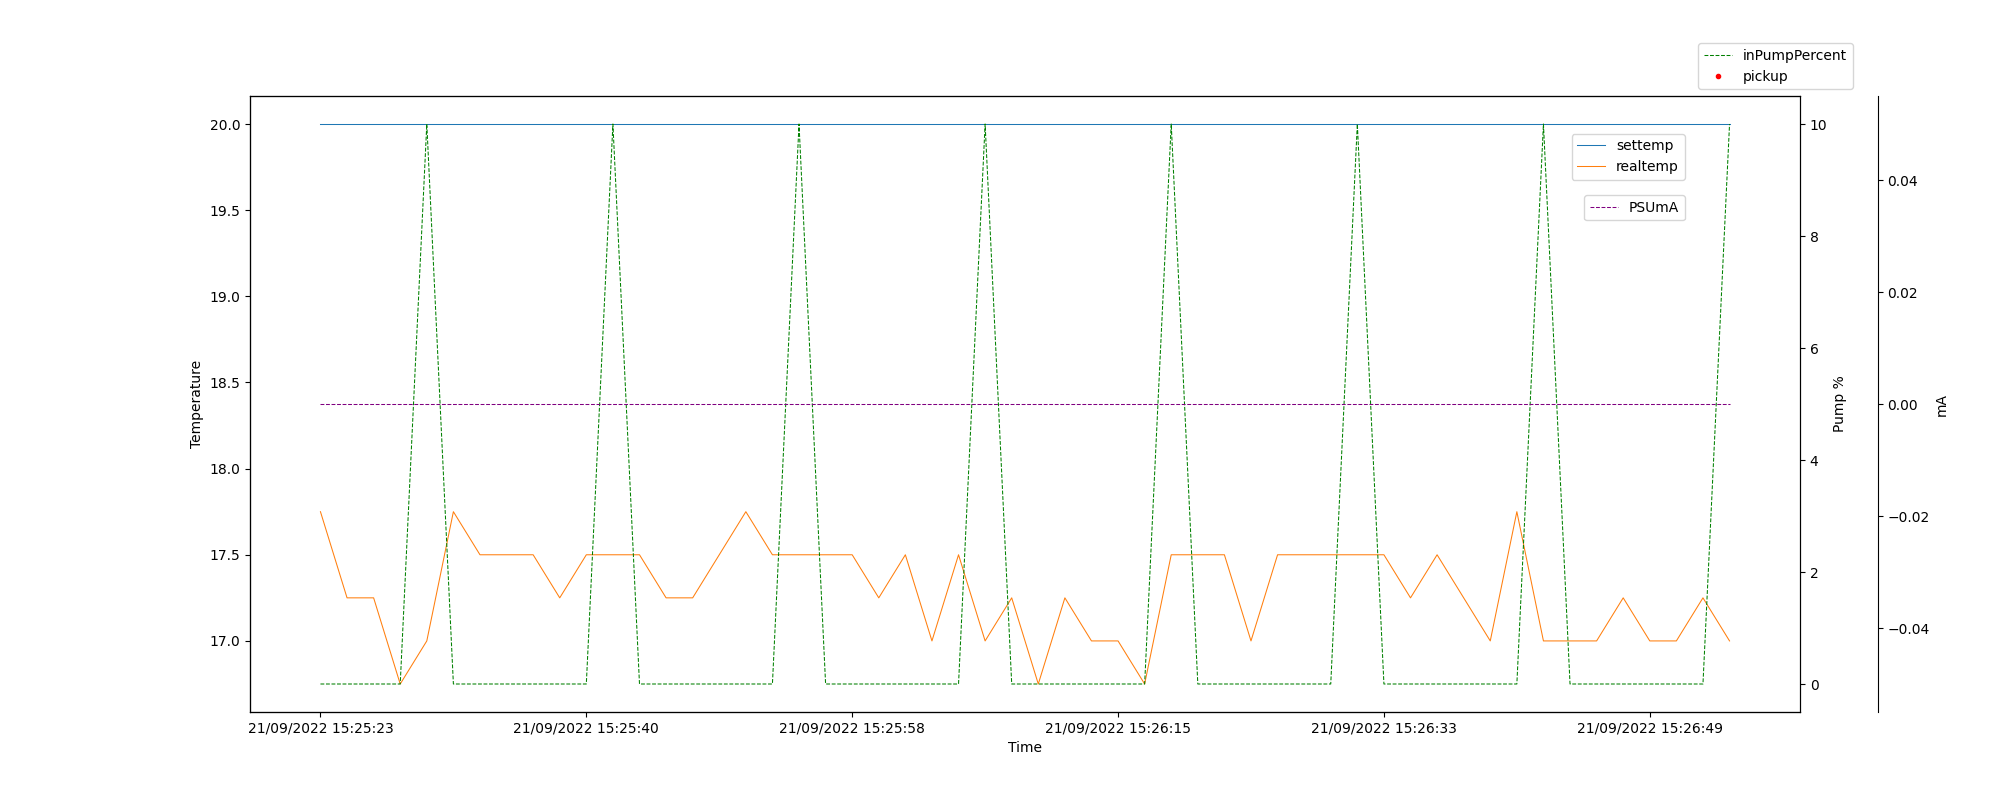 inPumpPercent
pickup
settemp
realtemp
PSUmA
20.0
19.5
19.0
18.5
18.0
17.5
17.0
Temperature
10
8
6
4
2
0
Pump %
0.04
0.02
0.00
−0.02
−0.04
mA
21/09/2022 15:25:23
21/09/2022 15:25:40
21/09/2022 15:25:58
21/09/2022 15:26:15
21/09/2022 15:26:33
21/09/2022 15:26:49
Time